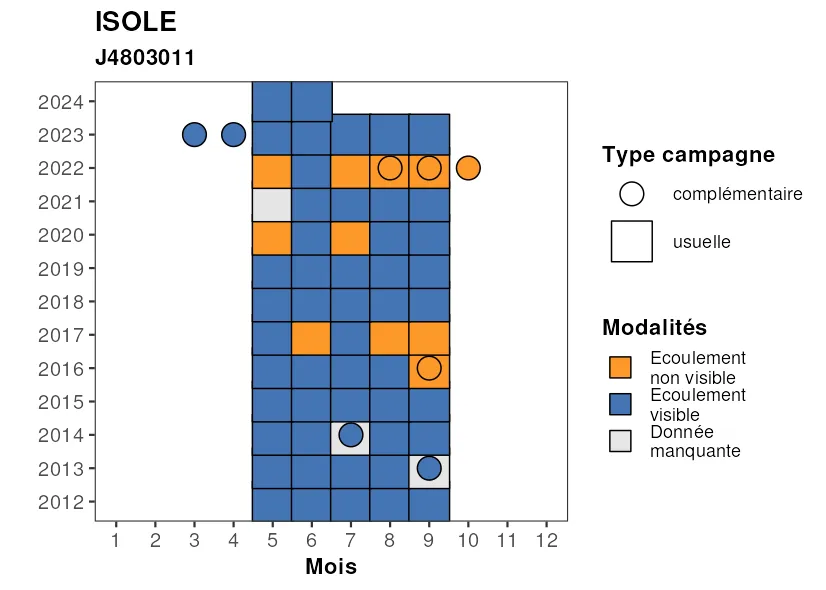 ISOLE
J4803011
2024
2023
2022
2021
2020
2019
2018
2017
2016
2015
2014
2013
2012
1 2 3 4 5 6 7 8 9 10 11 12
Mois
Type campagne
complémentaire
usuelle
Modalités
Ecoulement
non visible
Ecoulement
visible
Donnée
manquante